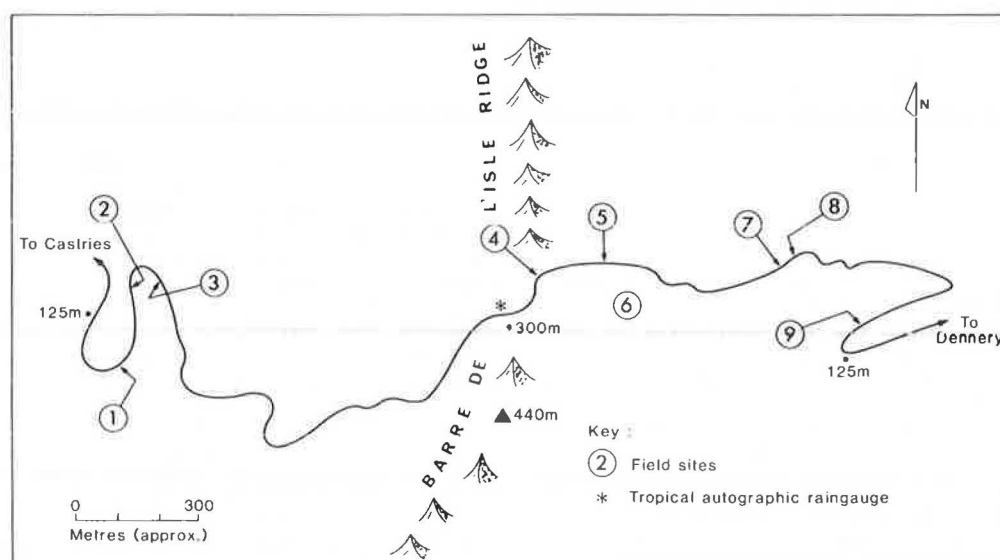 L'ISLE RIDGE
N
2
8
5
7
4
To Castries
3
6
*
125m
300m
9
To
Dennery
125m
BARRE DE
440m
1
Key :
2 Field sites
0 300
* Tropical autographic raingauge
Metres (approx.)